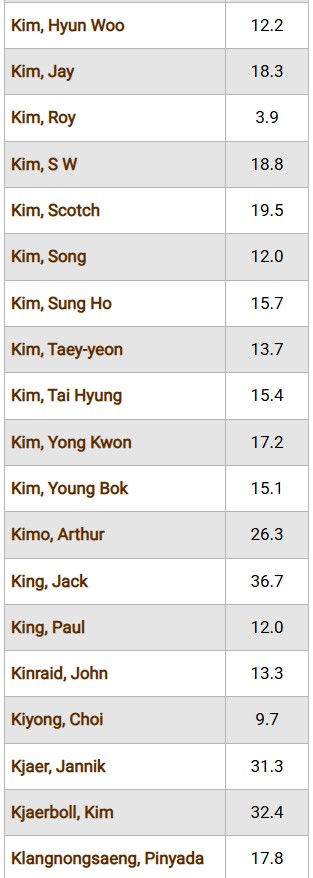 Kim, Hyun Woo 12.2
Kim, Jay 18.3
Kim, Roy 3.9
Kim, S W 18.8
Kim, Scotch 19.5
Kim, Song 12.0
Kim, Sung Ho 15.7
Kim, Taey-yeon 13.7
Kim, Tai Hyung 15.4
Kim, Yong Kwon 17.2
Kim, Young Bok 15.1
Kimo, Arthur 26.3
King, Jack 36.7
King, Paul 12.0
Kinraid, John 13.3
Kiyong, Choi 9.7
Kjaer, Jannik 31.3
Kjaerboll, Kim 32.4
Klangnongsaeng, Pinyada 17.8